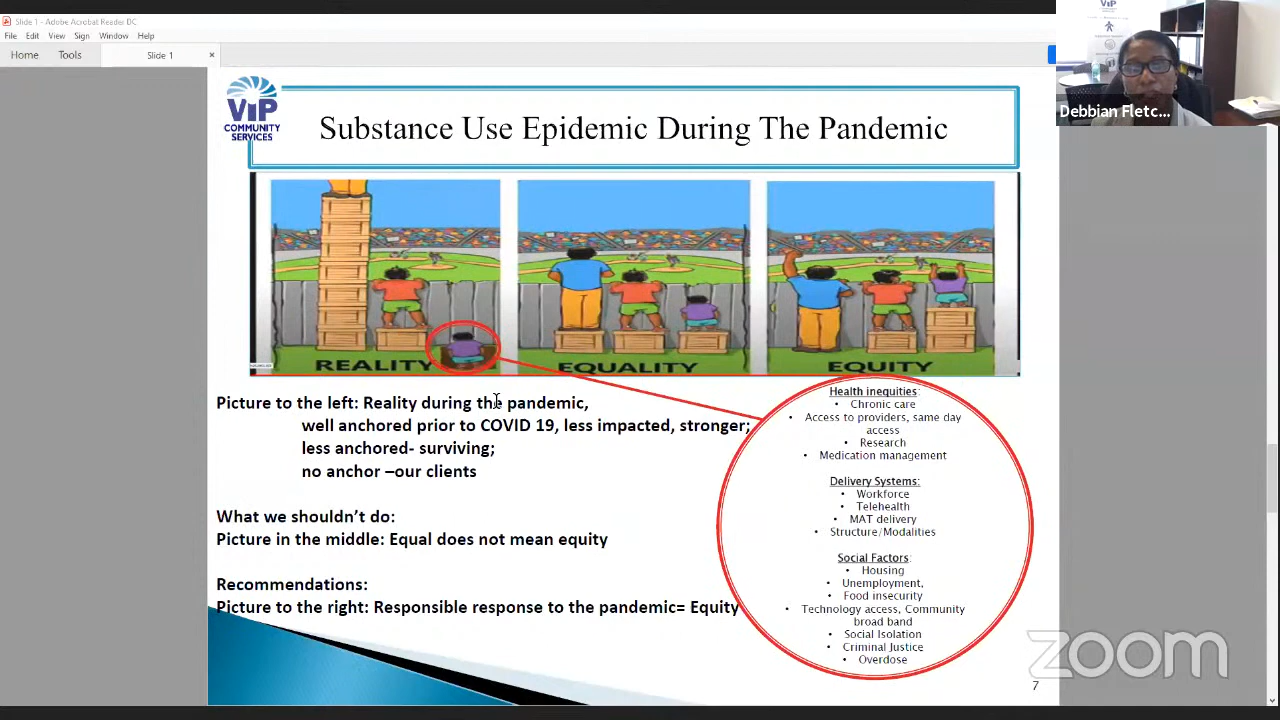 Slide 1 - Adobe Acrobat Reader DC
File Edit View Sign Window Help
Home Tools Slide 1 ×
ViP
COMMUNITY
SERVICES
Substance Use Epidemic During The Pandemic
REALITY
EQUALITY
EQUITY
Picture to the left: Reality during the pandemic,
well anchored prior to COVID 19, less impacted, stronger;
less anchored- surviving;
no anchor –our clients
What we shouldn't do:
Picture in the middle: Equal does not mean equity
Recommendations:
Picture to the right: Responsible response to the pandemic= Equity
Health inequities:
• Chronic care
• Access to providers, same day
access
• Research
• Medication management
Delivery Systems:
• Workforce
• Telehealth
• MAT delivery
• Structure/Modalities
Social Factors:
• Housing
• Unemployment,
• Food insecurity
• Technology access, Community
broad band
• Social Isolation
• Criminal Justice
• Overdose
7
ViP
Debbian Fletc...
zoom